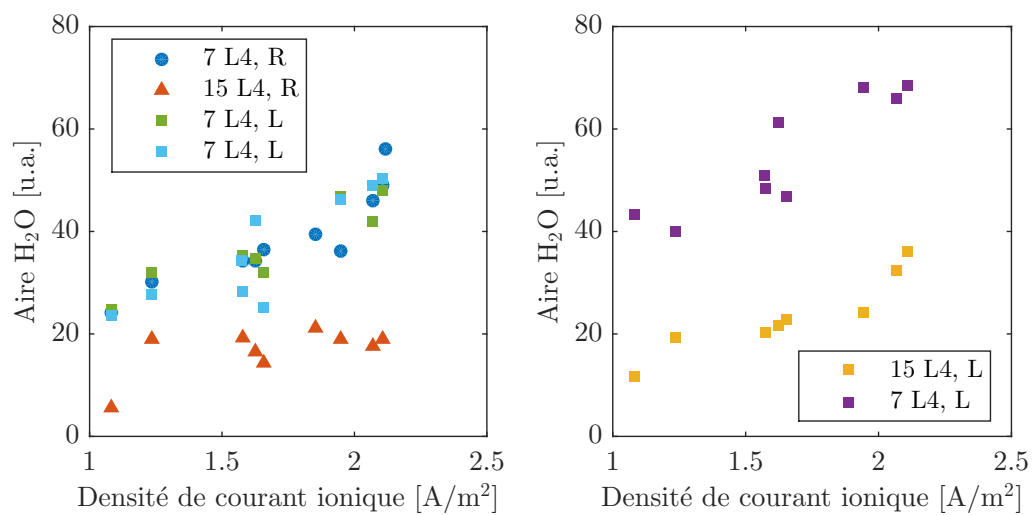 80
60
40
20
0
Aire H₂O [u.a.]
7 L4, R
15 L4, R
7 L4, L
7 L4, L
1
1.5
2
2.5
Densité de courant ionique [A/m²]
80
60
40
20
0
Aire H₂O [u.a.]
15 L4, L
7 L4, L
1
1.5
2
2.5
Densité de courant ionique [A/m²]